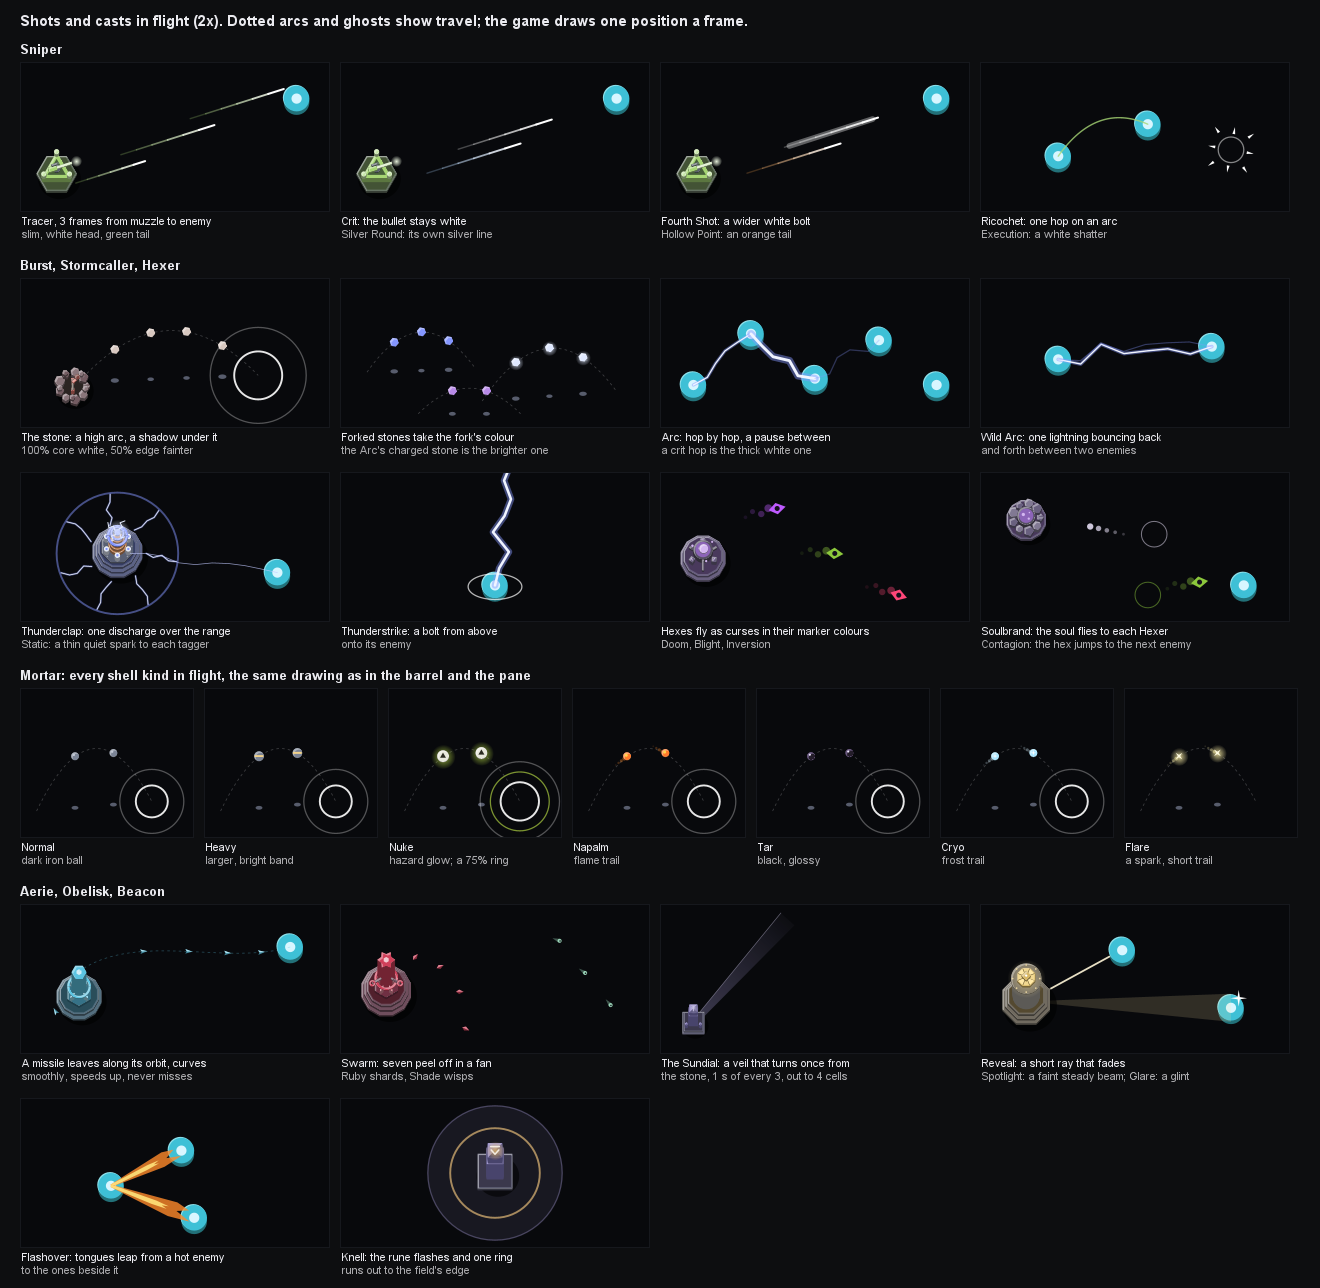 Shots and casts in flight (2x). Dotted arcs and ghosts show travel; the game draws one position a frame.
Sniper
Tracer, 3 frames from muzzle to enemy
slim, white head, green tail
Crit: the bullet stays white
Silver Round: its own silver line
Fourth Shot: a wider white bolt
Hollow Point: an orange tail
Ricochet: one hop on an arc
Execution: a white shatter
Burst, Stormcaller, Hexer
The stone: a high arc, a shadow under it
100% core white, 50% edge fainter
Forked stones take the fork's colour
the Arc's charged stone is the brighter one
Arc: hop by hop, a pause between
a crit hop is the thick white one
Wild Arc: one lightning bouncing back
and forth between two enemies
Thunderclap: one discharge over the range
Static: a thin quiet spark to each tagger
Thunderstrike: a bolt from above
onto its enemy
Hexes fly as curses in their marker colours
Doom, Blight, Inversion
Soulbrand: the soul flies to each Hexer
Contagion: the hex jumps to the next enemy
Mortar: every shell kind in flight, the same drawing as in the barrel and the pane
Normal
dark iron ball
Heavy
larger, bright band
Nuke
hazard glow; a 75% ring
Napalm
flame trail
Tar
black, glossy
Cryo
frost trail
Flare
a spark, short trail
Aerie, Obelisk, Beacon
A missile leaves along its orbit, curves
smoothly, speeds up, never misses
Swarm: seven peel off in a fan
Ruby shards, Shade wisps
The Sundial: a veil that turns once from
the stone, 1 s of every 3, out to 4 cells
Reveal: a short ray that fades
Spotlight: a faint steady beam; Glare: a glint
Flashover: tongues leap from a hot enemy
to the ones beside it
Knell: the rune flashes and one ring
runs out to the field's edge